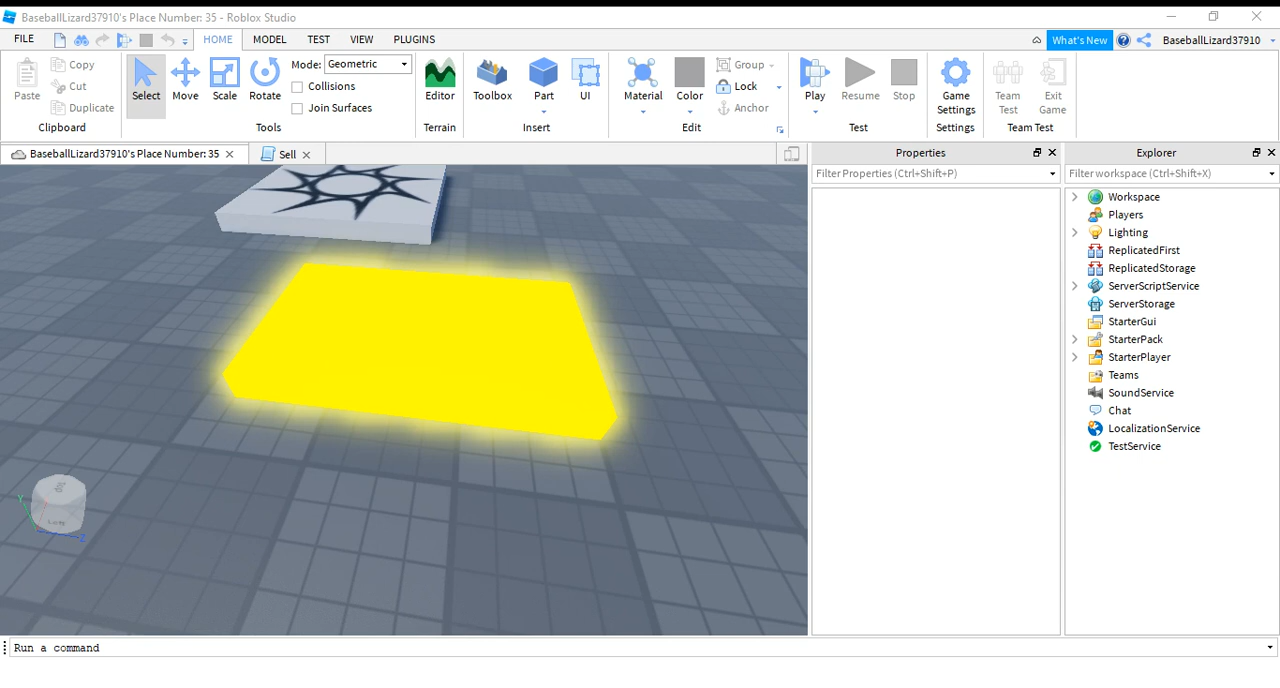 BaseballLizard37910's Place Number: 35 - Roblox Studio
FILE HOME MODEL TEST VIEW PLUGINS What's New BaseballLizard37910
Paste Copy Cut Duplicate
Clipboard
Select Move Scale Rotate Mode: Geometric
Collisions
Join Surfaces
Tools
Editor
Terrain
Toolbox Part UI
Insert
Material Color Group Lock Anchor
Edit
Play Resume Stop
Test
Game Settings
Settings
Team Test Exit Game
Team Test
BaseballLizard37910's Place Number: 35 Sell
Properties
Filter Properties (Ctrl+Shift+P)
Explorer
Filter workspace (Ctrl+Shift+X)
Workspace
Players
Lighting
ReplicatedFirst
ReplicatedStorage
ServerScriptService
ServerStorage
StarterGui
StarterPack
StarterPlayer
Teams
SoundService
Chat
LocalizationService
TestService
Y
Z
Run a command